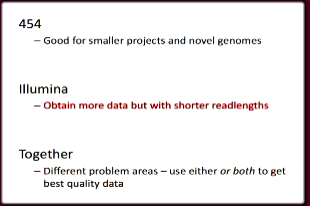 454
– Good for smaller projects and novel genomes
Illumina
– Obtain more data but with shorter readlengths
Together
– Different problem areas – use either or both to get
best quality data